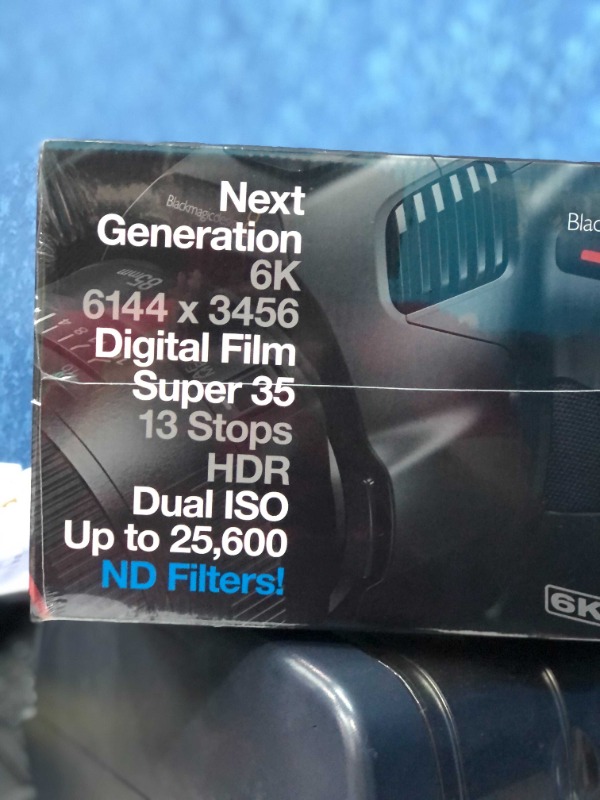 Next
Generation
6K
6144 x 3456
Digital Film
Super 35
13 Stops
HDR
Dual ISO
Up to 25,600
ND Filters!
85mm
6K